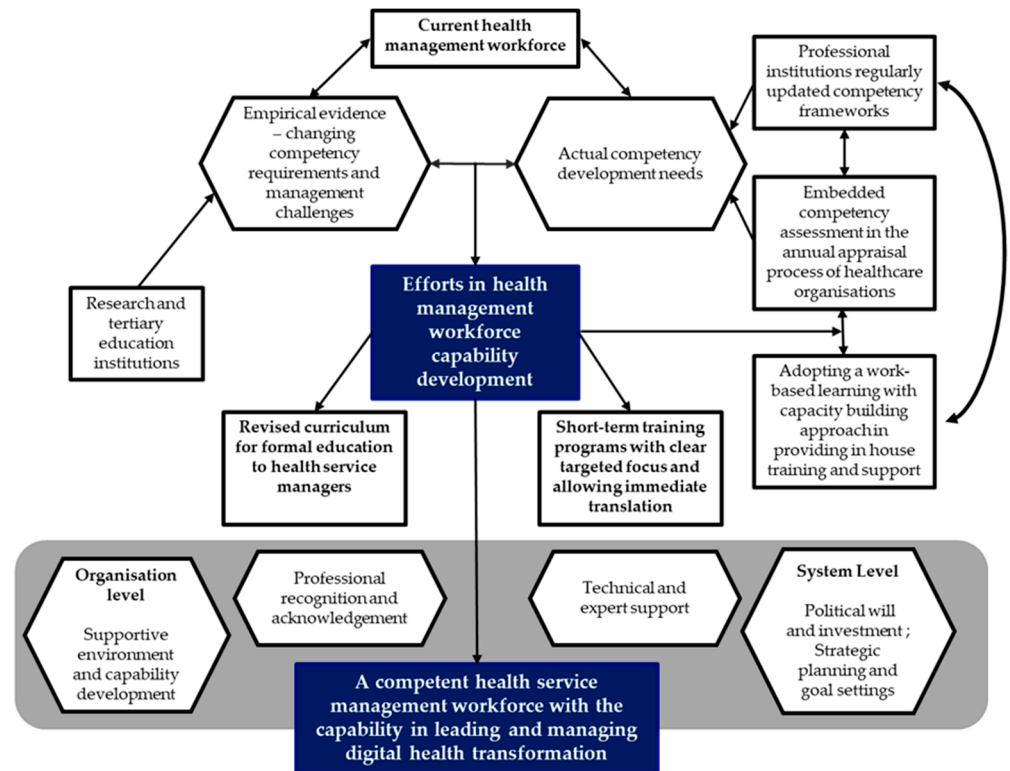 Current health
management workforce
Professional
institutions regularly
updated competency
frameworks
Empirical evidence
– changing
competency
requirements and
management
challenges
Actual competency
development needs
Embedded
competency
assessment in the
annual appraisal
process of healthcare
organisations
Research and
tertiary
education
institutions
Efforts in health
management
workforce
capability
development
Adopting a work-
based learning with
capacity building
approach in
providing in house
training and support
Revised curriculum
for formal education
to health service
managers
Short-term training
programs with clear
targeted focus and
allowing immediate
translation
Organisation
level
Supportive
environment
and capability
development
Professional
recognition and
acknowledgement
Technical and
expert support
System Level
Political will
and investment ;
Strategic
planning and
goal settings
A competent health service
management workforce with the
capability in leading and managing
digital health transformation